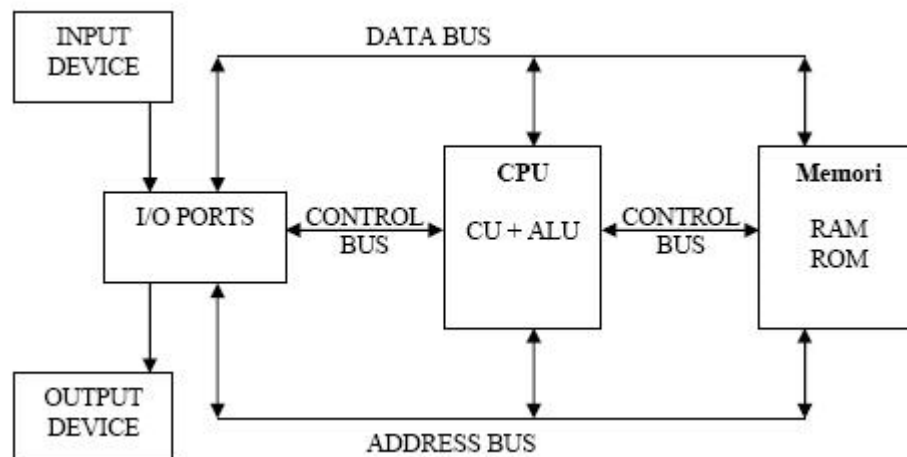 INPUT
DEVICE
DATA BUS
CPU
CU + ALU
Memori
RAM
ROM
I/O PORTS
CONTROL
BUS
CONTROL
BUS
OUTPUT
DEVICE
ADDRESS BUS